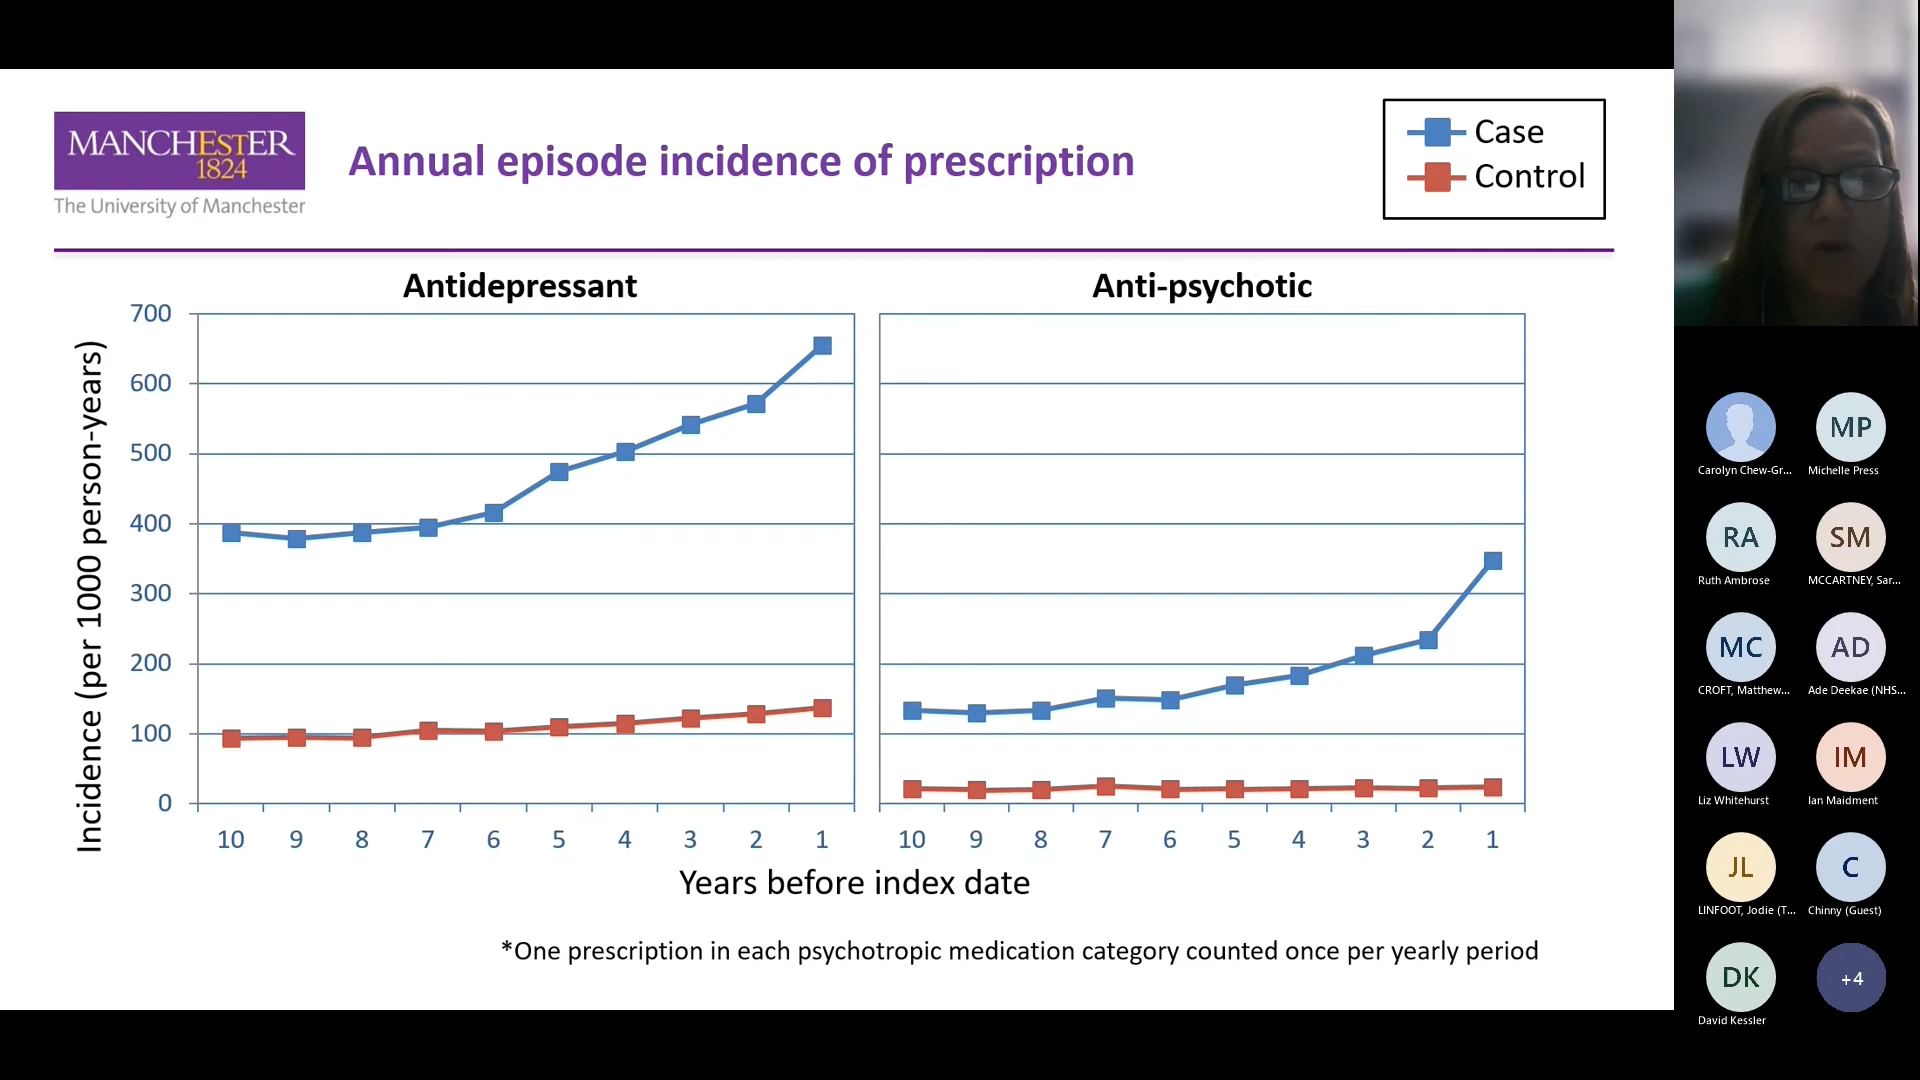 MANCHESTER
1824
The University of Manchester
Annual episode incidence of prescription
Case
Control
Antidepressant
Anti-psychotic
Incidence (per 1000 person-years)
700
600
500
400
300
200
100
0
10 9 8 7 6 5 4 3 2 1
10 9 8 7 6 5 4 3 2 1
Years before index date
*One prescription in each psychotropic medication category counted once per yearly period
MP
Carolyn Chew-Gr...
Michelle Press
RA
SM
Ruth Ambrose
MCCARTNEY, Sar...
MC
AD
CROFT, Matthew...
Ade Deekae (NHS...
LW
IM
Liz Whitehurst
Ian Maidment
JL
C
LINFOOT, Jodie (T...
Chinny (Guest)
DK
+4
David Kessler